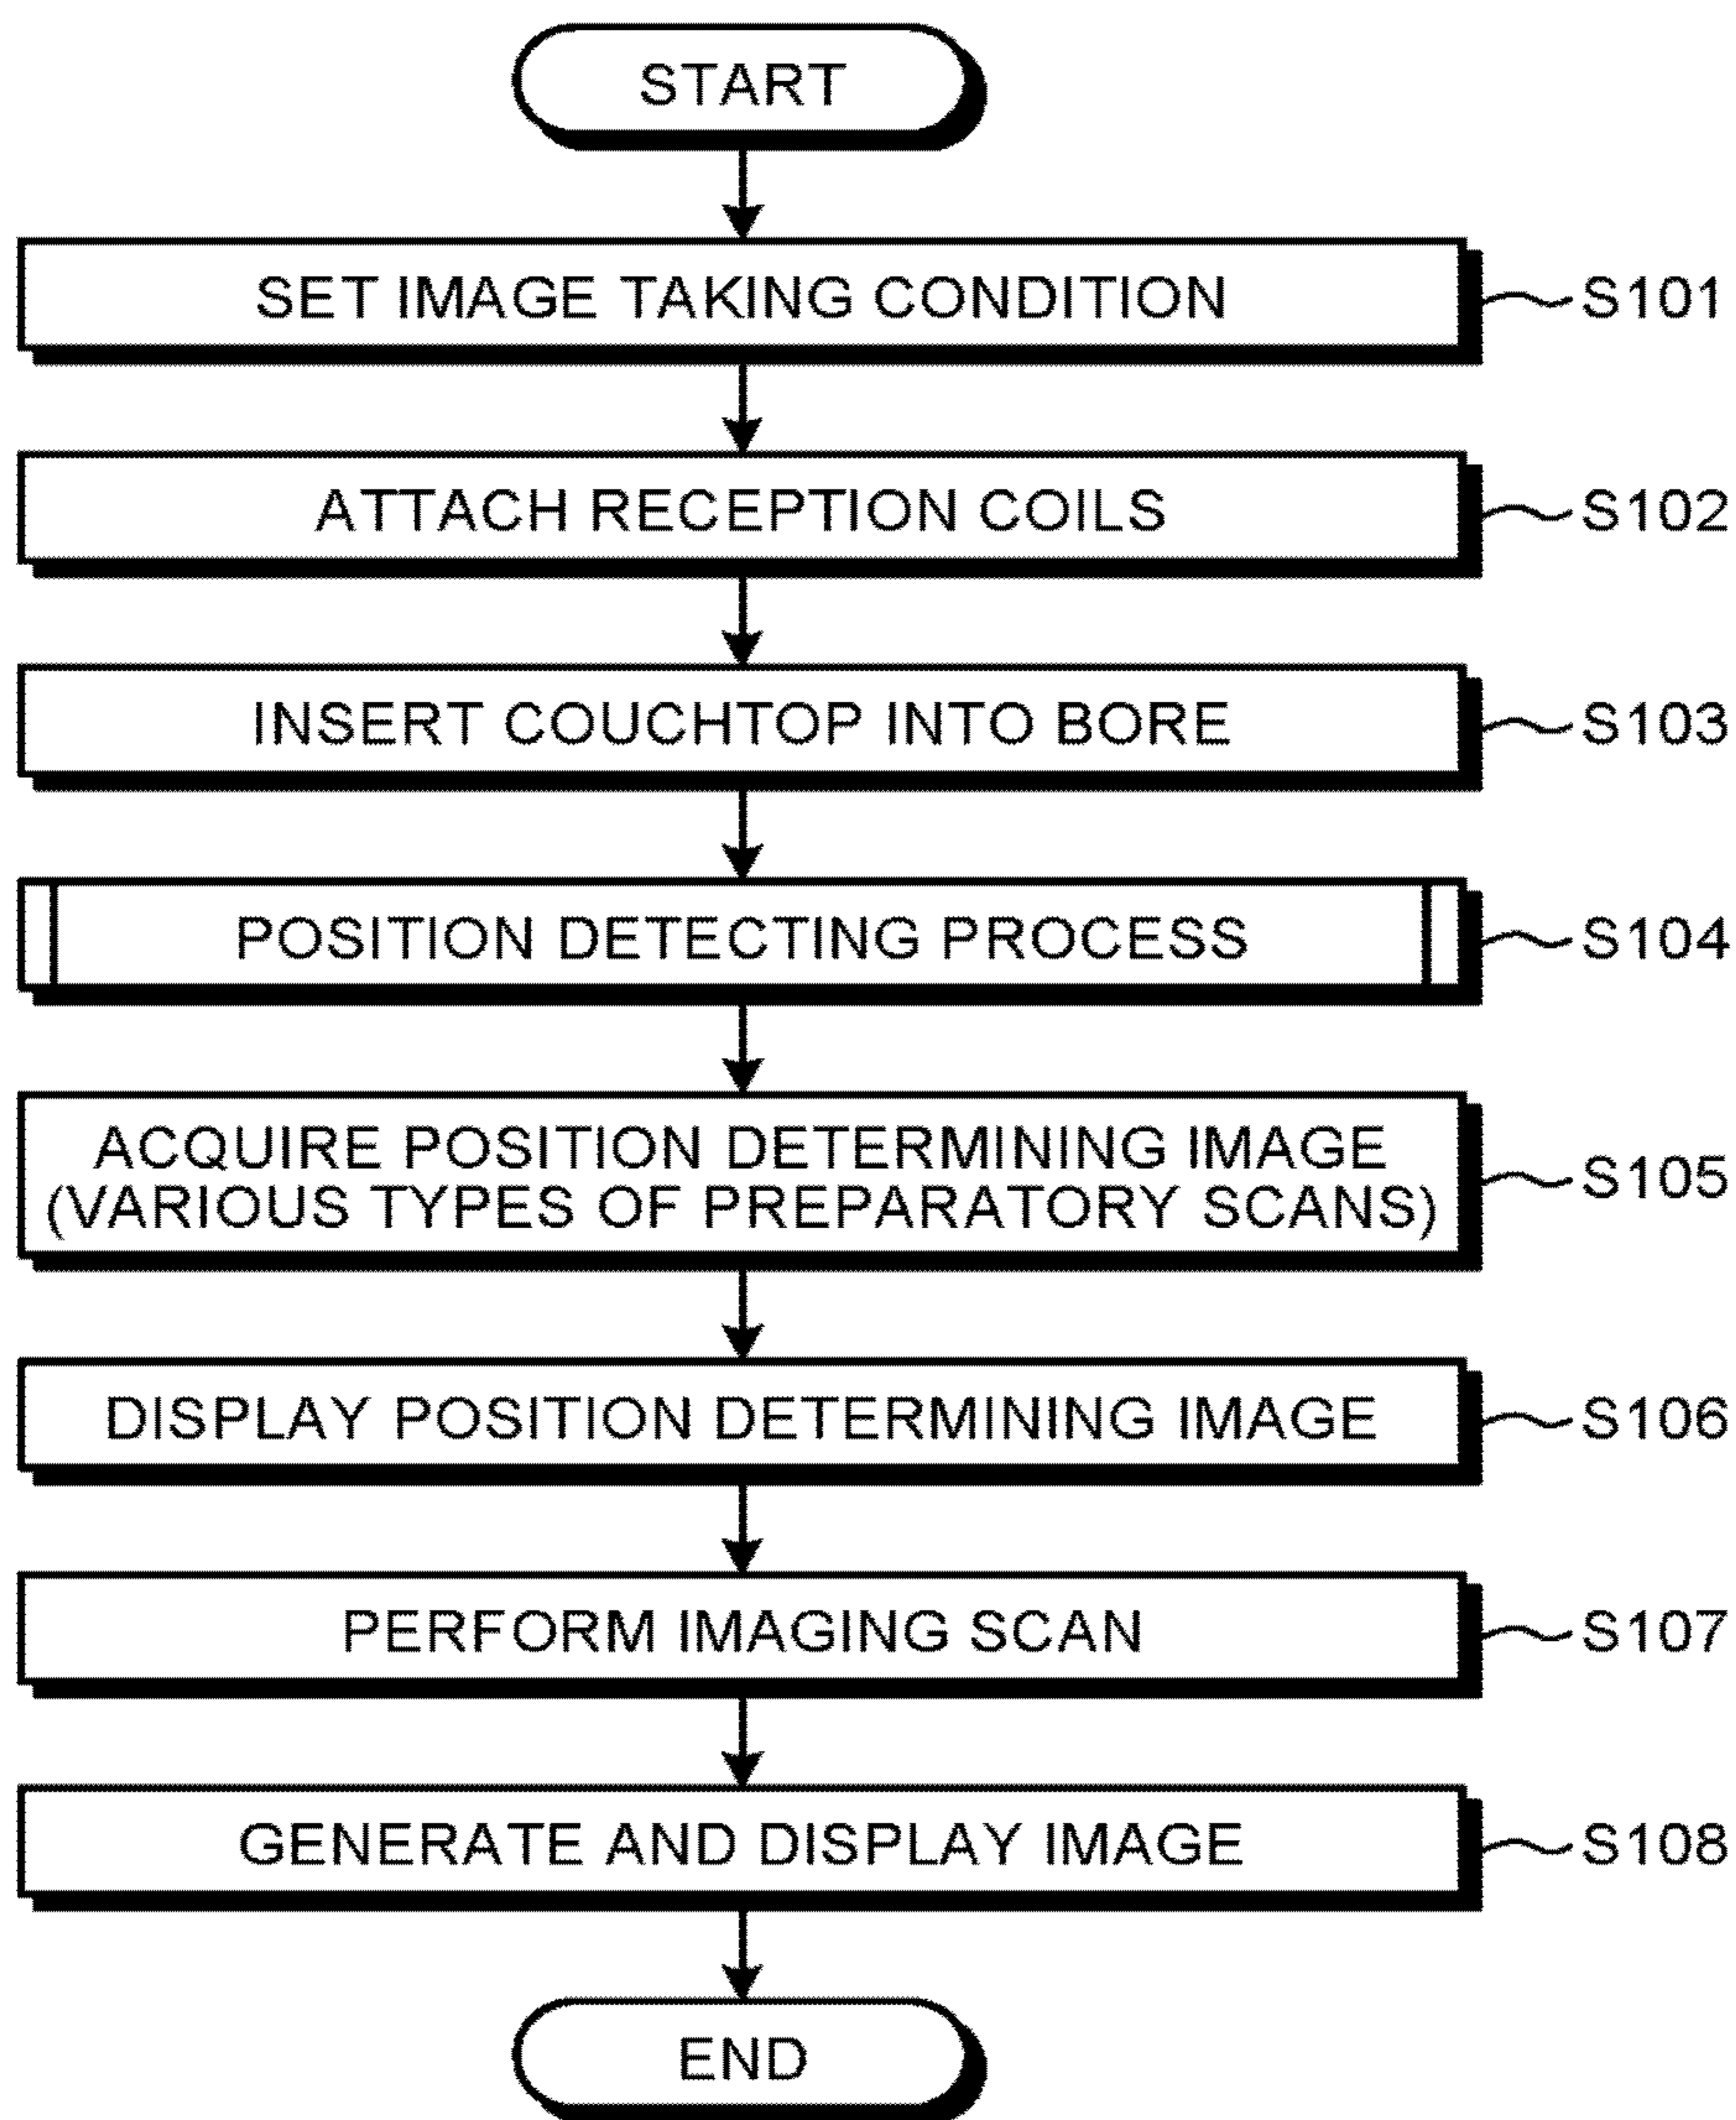 START
SET IMAGE TAKING CONDITION
S101
ATTACH RECEPTION COILS
S102
INSERT COUCHTOP INTO BORE
S103
POSITION DETECTING PROCESS
S104
ACQUIRE POSITION DETERMINING IMAGE
(VARIOUS TYPES OF PREPARATORY SCANS)
S105
DISPLAY POSITION DETERMINING IMAGE
S106
PERFORM IMAGING SCAN
S107
GENERATE AND DISPLAY IMAGE
S108
END